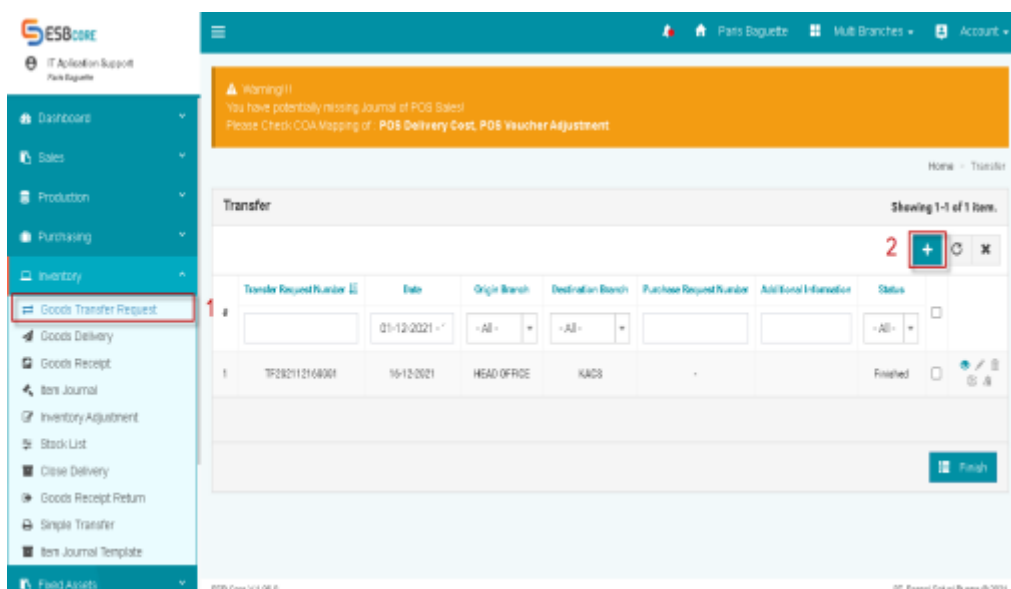 ESBCORE
IT Aplication Support
Paris Baguette
Paris Baguette
Multi Branches
Account
Warning!!!
You have potentially missing Journal of POS Sales!
Please Check COA Mapping of : POS Delivery Cost, POS Voucher Adjustment
Home - Transfer
Dashboard
Sales
Production
Purchasing
Inventory
Goods Transfer Request
1
Goods Delivery
Goods Receipt
Item Journal
Inventory Adjustment
Stock List
Close Delivery
Goods Receipt Return
Simple Transfer
Item Journal Template
Fixed Assets
Transfer
Showing 1-1 of 1 item.
2
+
# Transfer Request Number Date Origin Branch Destination Branch Purchase Request Number Additional Information Status
01-12-2021 - - All - - All - - All -
1 16-12-2021 HEAD OFFICE - Finished
Finish